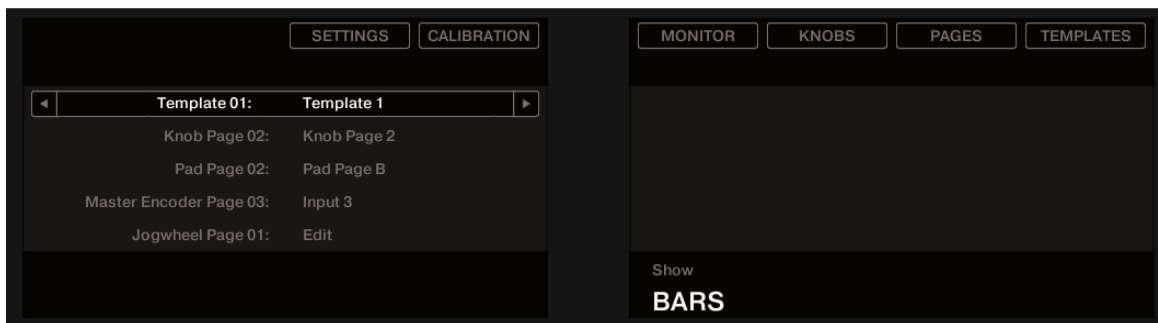 SETTINGS CALIBRATION MONITOR KNOBS PAGES TEMPLATES
Template 01: Template 1
Knob Page 02: Knob Page 2
Pad Page 02: Pad Page B
Master Encoder Page 03: Input 3
Jogwheel Page 01: Edit
Show
BARS